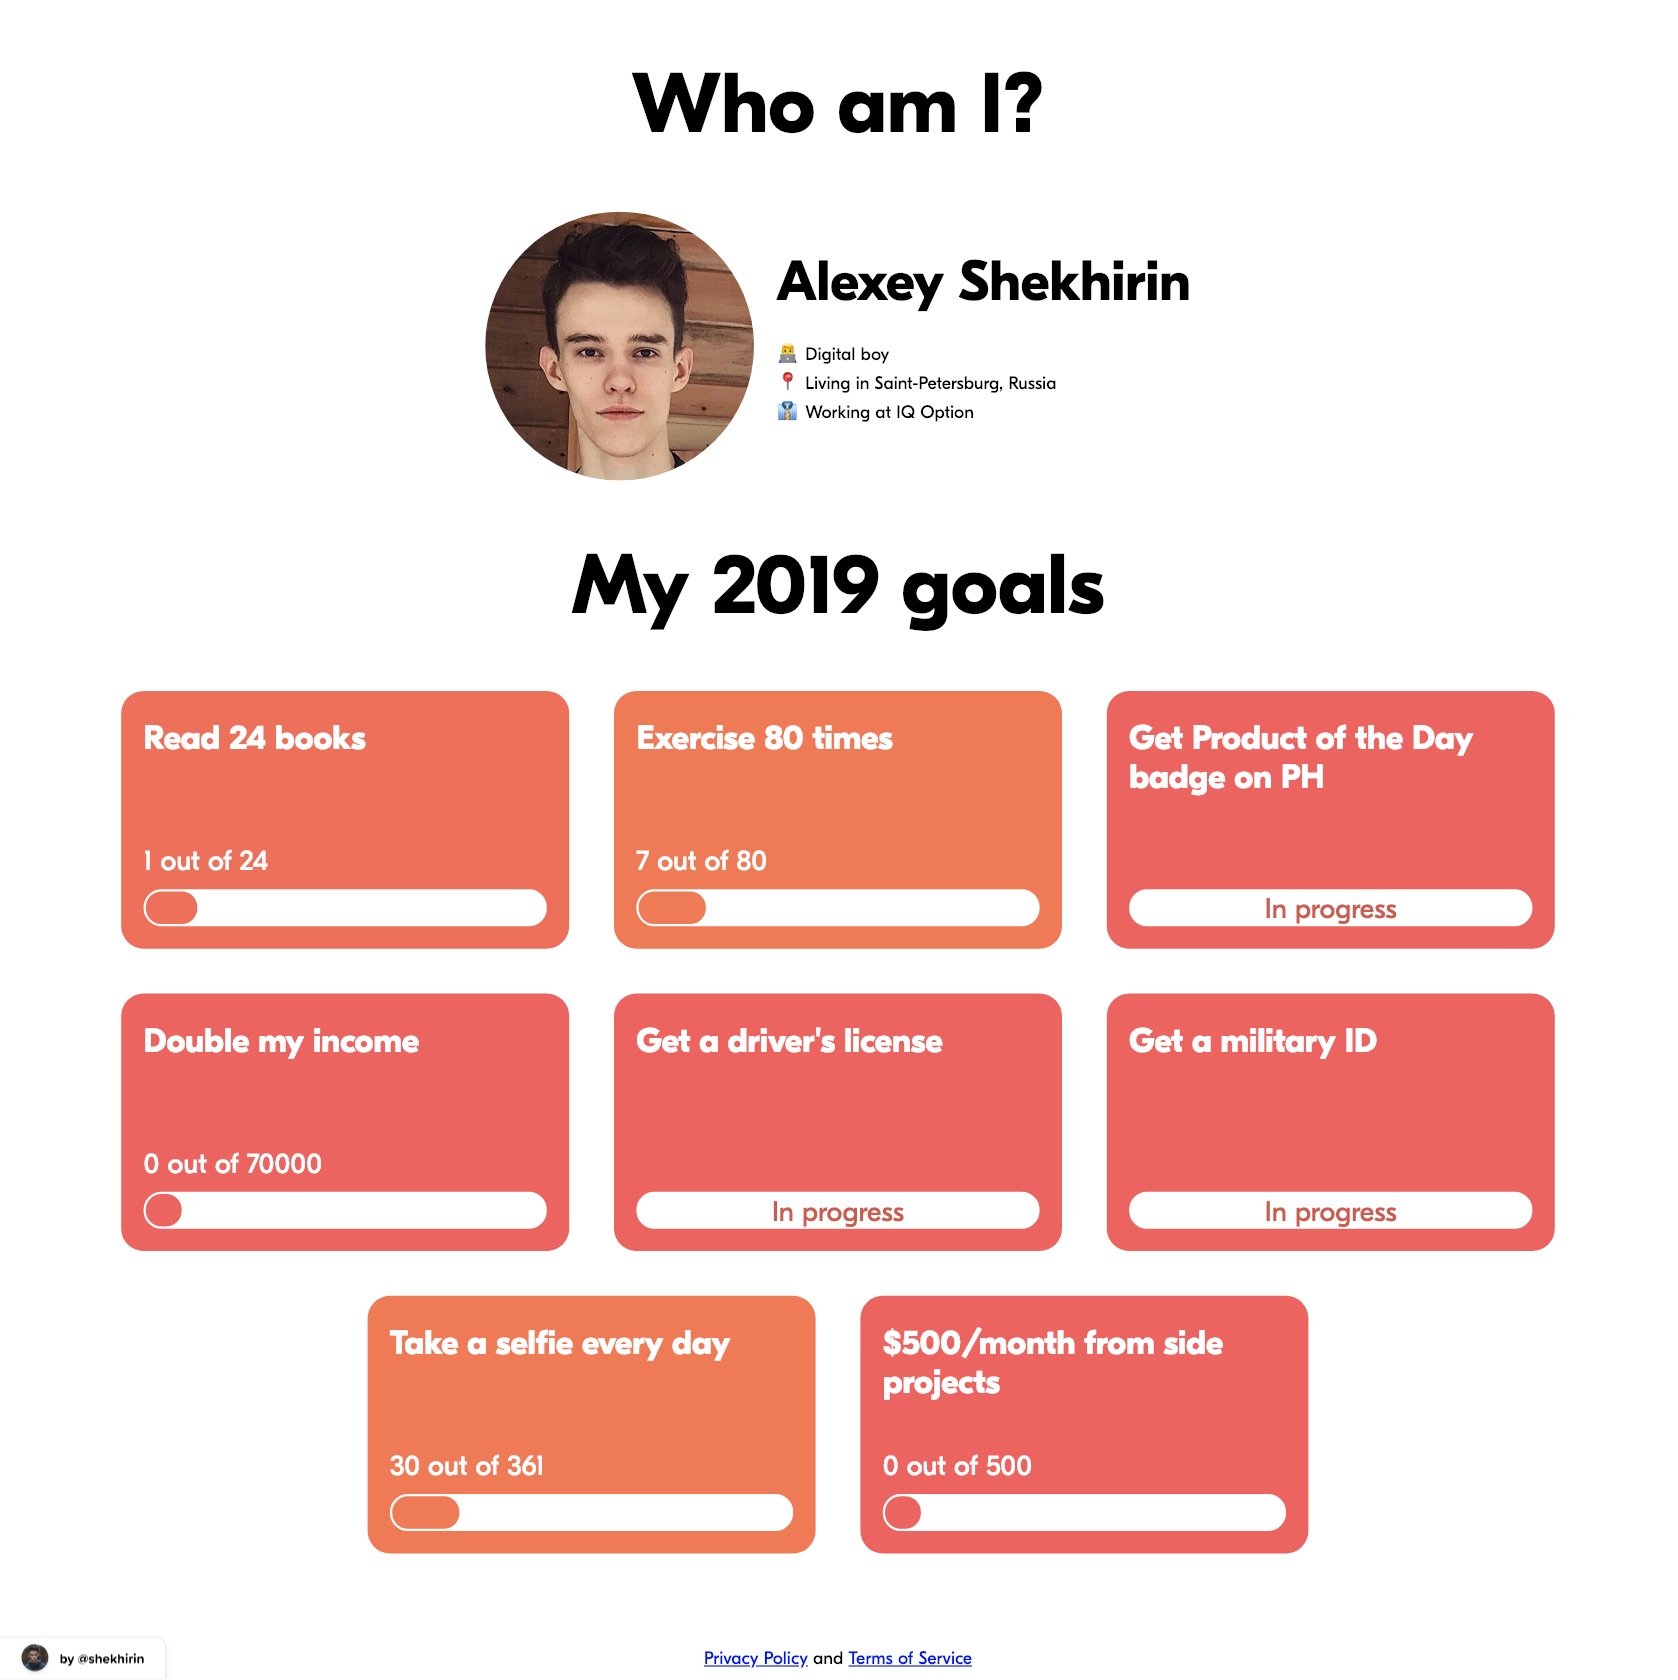 Who am I?
Alexey Shekhirin
Digital boy
Living in Saint-Petersburg, Russia
Working at IQ Option
My 2019 goals
Read 24 books
1 out of 24
Exercise 80 times
7 out of 80
Get Product of the Day
badge on PH
In progress
Double my income
0 out of 70000
Get a driver's license
In progress
Get a military ID
In progress
Take a selfie every day
30 out of 361
$500/month from side
projects
0 out of 500
by @shekhirin
Privacy Policy and Terms of Service